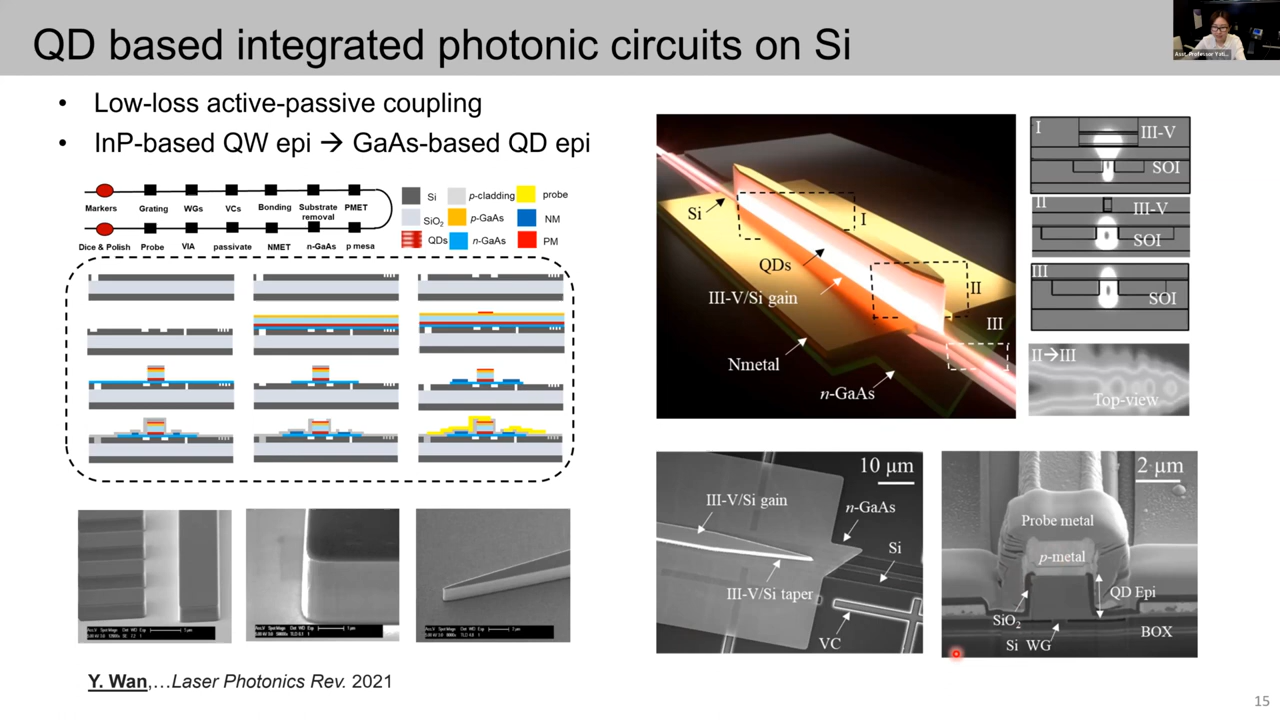 QD based integrated photonic circuits on Si
• Low-loss active-passive coupling
• InP-based QW epi → GaAs-based QD epi
Markers Grating WGs VCs Bonding Substrate removal PMET
Dice & Polish Probe VIA passivate NMET n-GaAs p mesa
Si p-cladding probe
SiO2 p-GaAs NM
QDs n-GaAs PM
Si
I
QDs
III-V/Si gain
II
III
Nmetal
n-GaAs
I III-V
SOI
II III-V
SOI
III
SOI
II→III
Top-view
10 μm
III-V/Si gain
n-GaAs
Si
III-V/Si taper
VC
2 μm
Probe metal
p-metal
QD Epi
SiO2
Si WG
BOX
Y. Wan,…Laser Photonics Rev. 2021
15